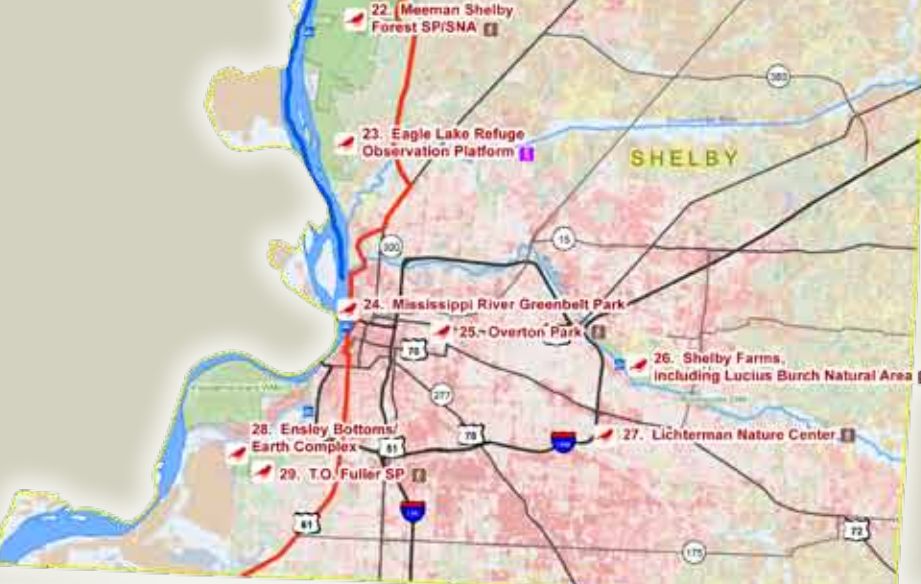 22. Meeman Shelby
Forest SP/SNA
385
23. Eagle Lake Refuge
Observation Platform
SHELBY
300
15
24. Mississippi River Greenbelt Park
25. Overton Park
70
26. Shelby Farms,
including Lucius Burch Natural Area
277
28. Ensley Bottoms/
Earth Complex
51
78
27. Lichterman Nature Center
29. T.O. Fuller SP
61
72
175